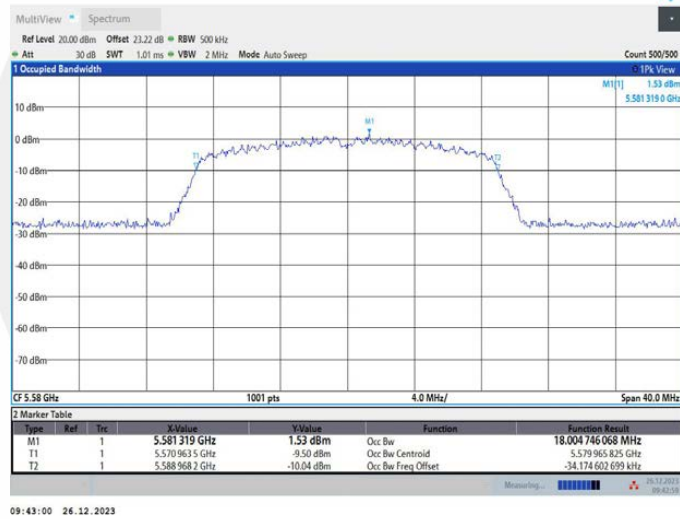 MultiView Spectrum
Ref Level 20.00 dBm Offset 23.22 dB RBW 500 kHz
Att 30 dB SWT 1.01 ms VBW 2 MHz Mode Auto Sweep Count 500/500
1 Occupied Bandwidth 1Pk View
M1[1] 1.53 dBm
5.581 319 0 GHz
10 dBm
M1
0 dBm
T1 T2
-10 dBm
-20 dBm
-30 dBm
-40 dBm
-50 dBm
-60 dBm
-70 dBm
CF 5.58 GHz 1001 pts 4.0 MHz/ Span 40.0 MHz
2 Marker Table
Type Ref Trc X-Value Y-Value Function Function Result
M1 1 5.581 319 GHz 1.53 dBm Occ Bw 18.004 746 068 MHz
T1 1 5.570 963 5 GHz -9.50 dBm Occ Bw Centroid 5.579 965 825 GHz
T2 1 5.588 968 2 GHz -10.04 dBm Occ Bw Freq Offset -34.174 602 699 kHz
Measuring... 26.12.2023
09:42:59
09:43:00 26.12.2023